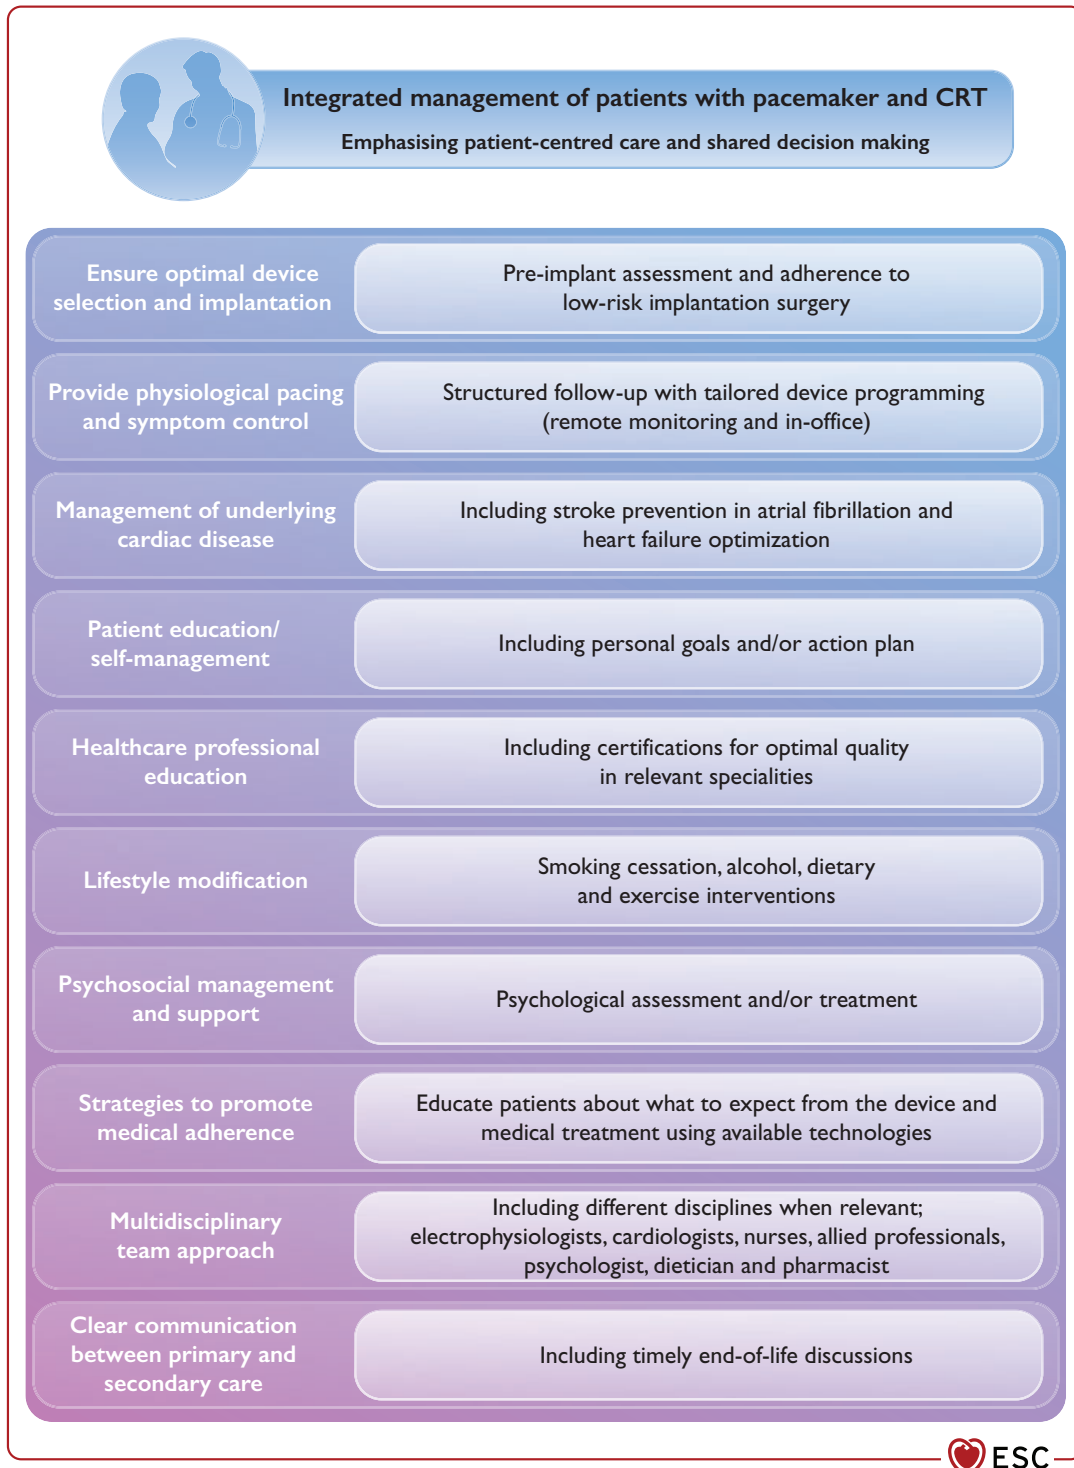 Integrated management of patients with pacemaker and CRT
Emphasising patient-centred care and shared decision making
Ensure optimal device
selection and implantation
Pre-implant assessment and adherence to
low-risk implantation surgery
Provide physiological pacing
and symptom control
Structured follow-up with tailored device programming
(remote monitoring and in-office)
Management of underlying
cardiac disease
Including stroke prevention in atrial fibrillation and
heart failure optimization
Patient education/
self-management
Including personal goals and/or action plan
Healthcare professional
education
Including certifications for optimal quality
in relevant specialities
Lifestyle modification
Smoking cessation, alcohol, dietary
and exercise interventions
Psychosocial management
and support
Psychological assessment and/or treatment
Strategies to promote
medical adherence
Educate patients about what to expect from the device and
medical treatment using available technologies
Multidisciplinary
team approach
Including different disciplines when relevant;
electrophysiologists, cardiologists, nurses, allied professionals,
psychologist, dietician and pharmacist
Clear communication
between primary and
secondary care
Including timely end-of-life discussions
ESC